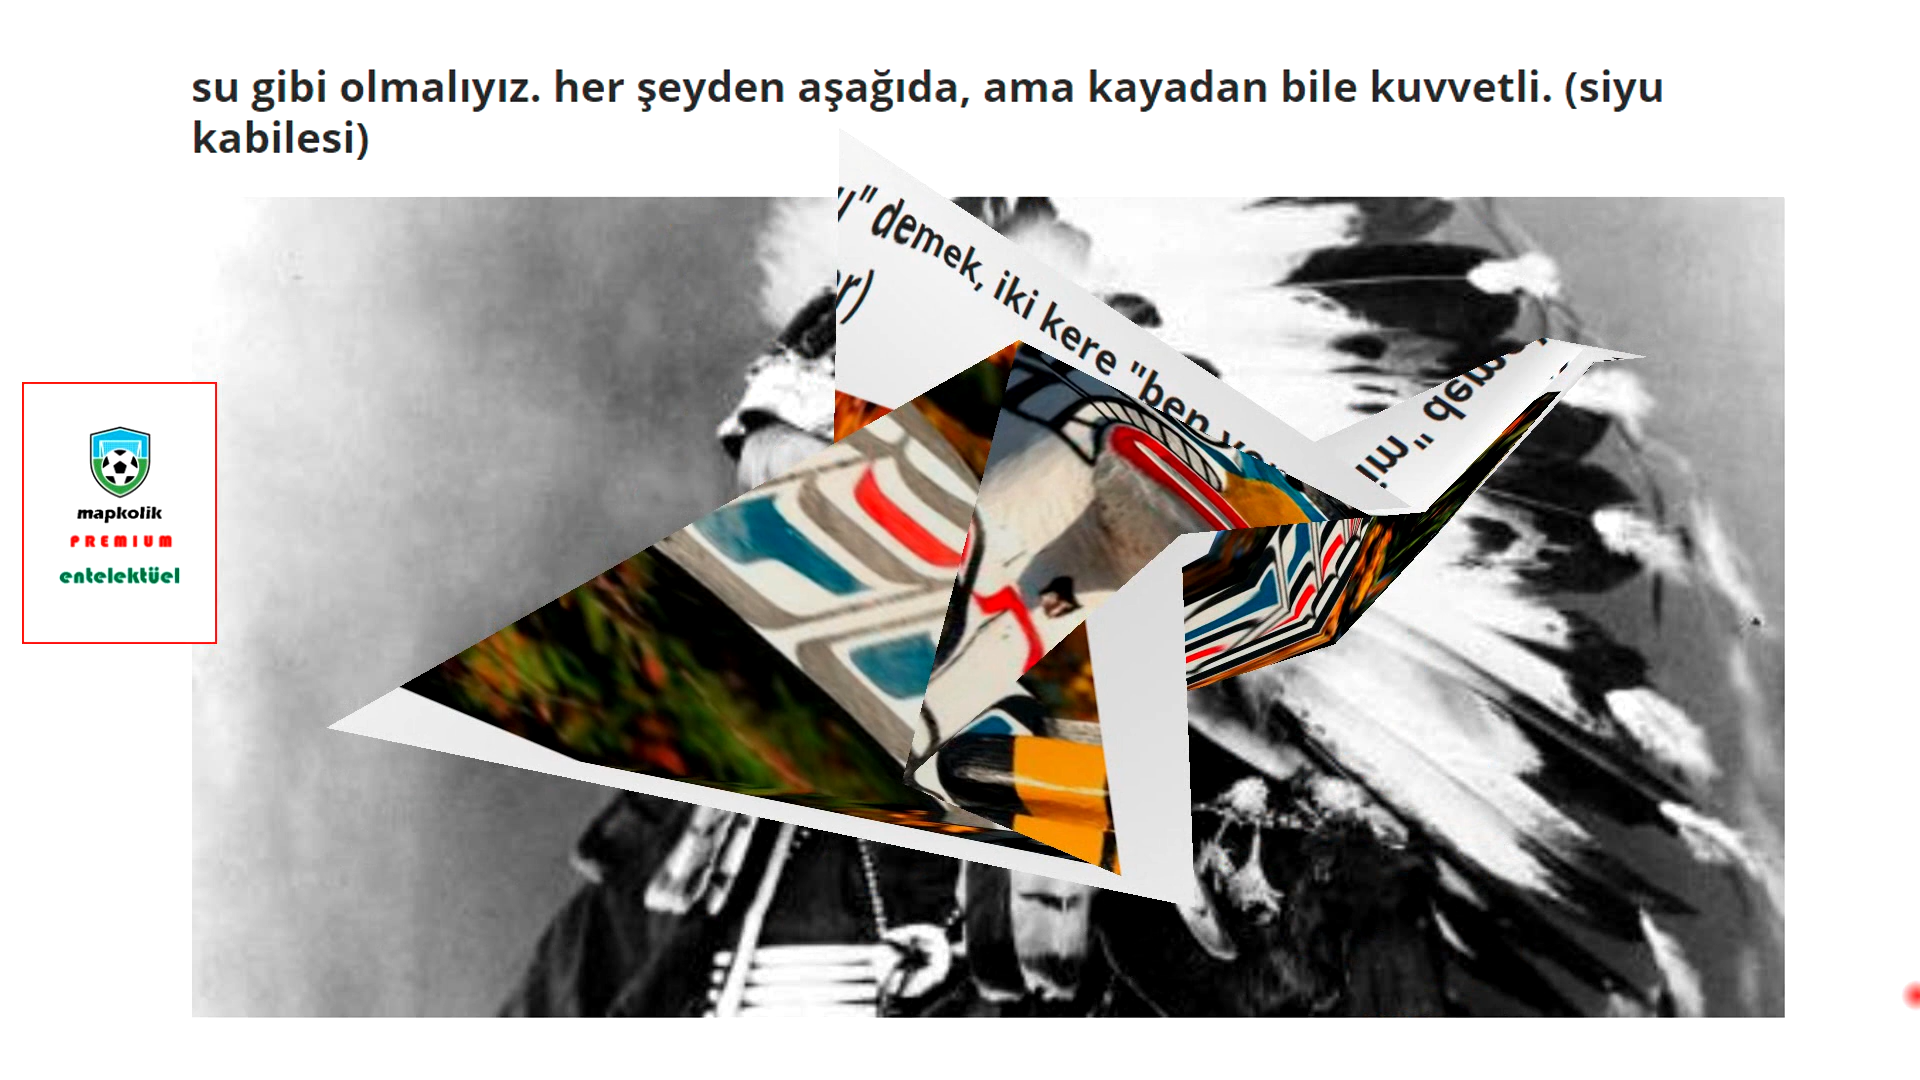 su gibi olmalıyız. her şeyden aşağıda, ama kayadan bile kuvvetli. (siyu
kabilesi)
demek, iki kere "ben
mapkolik
PREMIUM
entelektüel